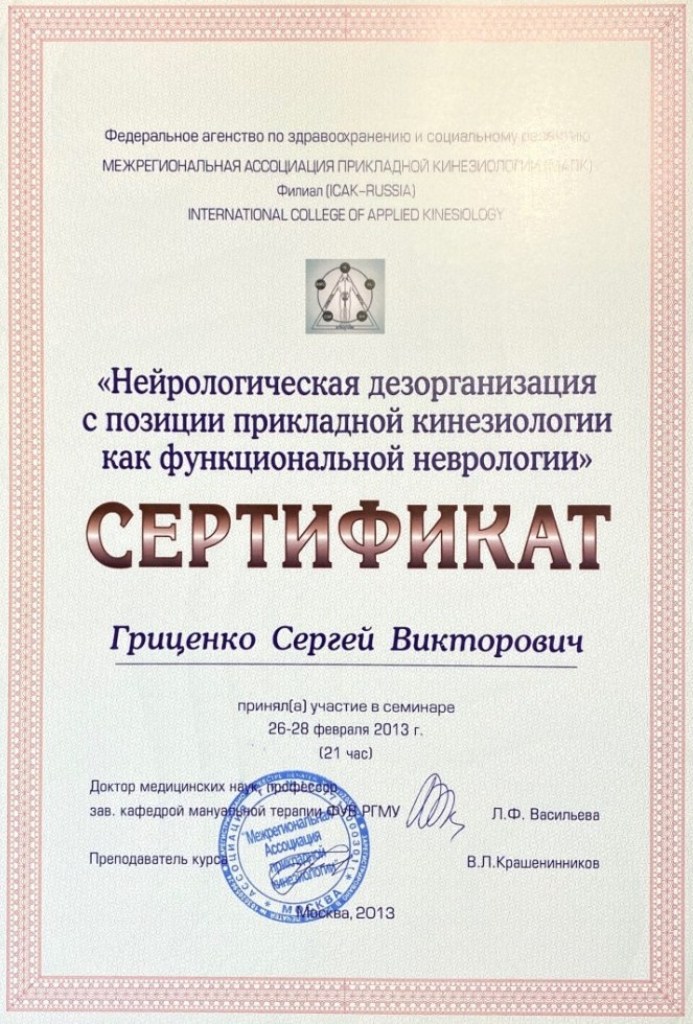 Федеральное агенство по здравоохранению и социальному развитию
МЕЖРЕГИОНАЛЬНАЯ АССОЦИАЦИЯ ПРИКЛАДНОЙ КИНЕЗИОЛОГИИ (МАПК)
Филиал (ICAK-RUSSIA)
INTERNATIONAL COLLEGE OF APPLIED KINESIOLOGY
«Нейрологическая дезорганизация
с позиции прикладной кинезиологии
как функциональной неврологии»
СЕРТИФИКАТ
Гриценко Сергей Викторович
принял(а) участие в семинаре
26-28 февраля 2013 г.
(21 час)
Доктор медицинских наук, профессор,
зав. кафедрой мануальной терапии ФУВ РГМУ
Л.Ф. Васильева
Преподаватель курса
В.Л.Крашенинников
"Межрегиональная
Ассоциация
прикладной
кинезиологии"
МОСКВА
Москва, 2013